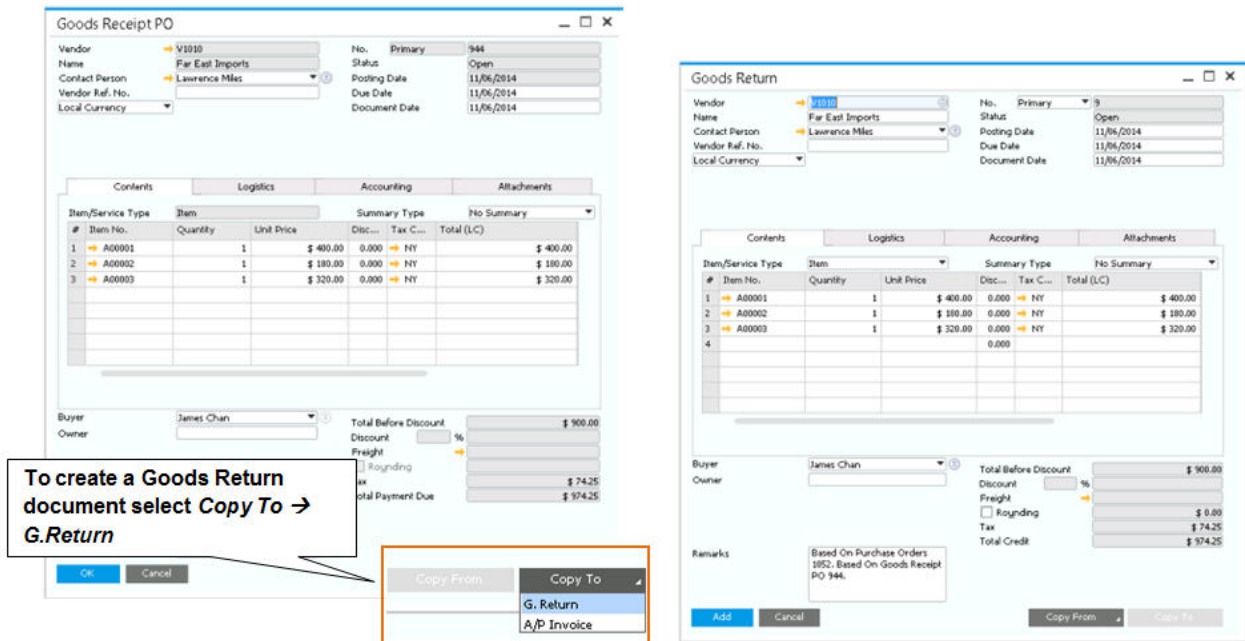 Goods Receipt PO
Vendor V1010 No. Primary 944
Name Far East Imports Status Open
Contact Person Lawrence Miles Posting Date 11/06/2014
Vendor Ref. No. Due Date 11/06/2014
Local Currency Document Date 11/06/2014
Contents Logistics Accounting Attachments
Item/Service Type Item Summary Type No Summary
# Item No. Quantity Unit Price Disc... Tax C... Total (LC)
1 A00001 1 $ 400.00 0.000 NY $ 400.00
2 A00002 1 $ 180.00 0.000 NY $ 180.00
3 A00003 1 $ 320.00 0.000 NY $ 320.00
Buyer James Chan Total Before Discount $ 900.00
Owner Discount %
Freight
Rounding
ax $ 74.25
otal Payment Due $ 974.25
To create a Goods Return
document select Copy To →
G.Return
OK Cancel
Copy From Copy To
G. Return
A/P Invoice
Goods Return
Vendor V1010 No. Primary 9
Name Far East Imports Status Open
Contact Person Lawrence Miles Posting Date 11/06/2014
Vendor Ref. No. Due Date 11/06/2014
Local Currency Document Date 11/06/2014
Contents Logistics Accounting Attachments
Item/Service Type Item Summary Type No Summary
# Item No. Quantity Unit Price Disc... Tax C... Total (LC)
1 A00001 1 $ 400.00 0.000 NY $ 400.00
2 A00002 1 $ 180.00 0.000 NY $ 180.00
3 A00003 1 $ 320.00 0.000 NY $ 320.00
4 0.000
Buyer James Chan Total Before Discount $ 900.00
Owner Discount %
Freight
Rounding $ 0.00
Tax $ 74.25
Total Credit $ 974.25
Remarks Based On Purchase Orders
1052. Based On Goods Receipt
PO 944.
Add Cancel Copy From Copy To